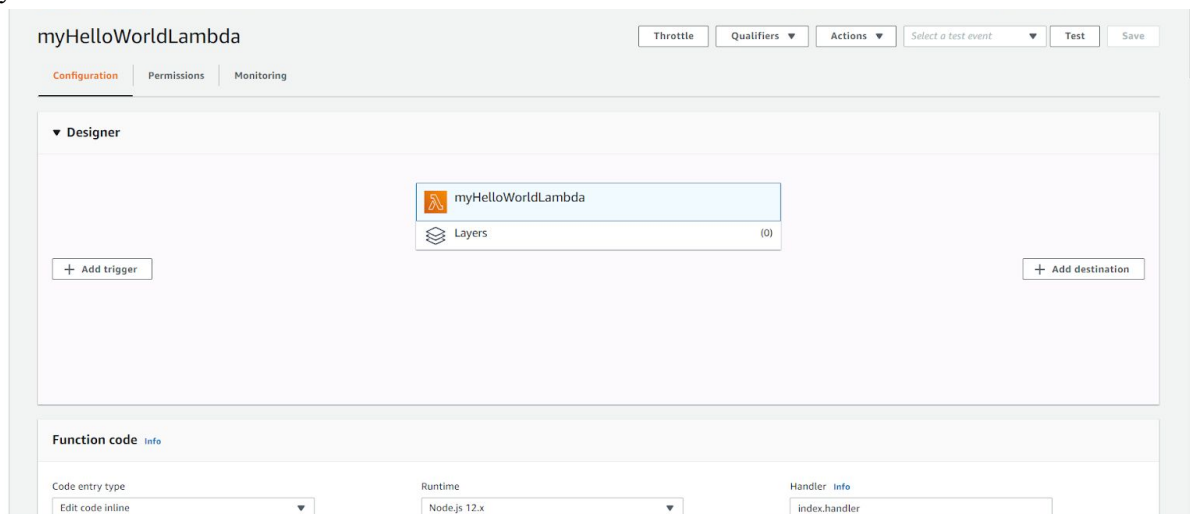 myHelloWorldLambda
Throttle
Qualifiers
Actions
Select a test event
Test
Save
Configuration
Permissions
Monitoring
Designer
myHelloWorldLambda
Layers
(0)
+ Add trigger
+ Add destination
Function code Info
Code entry type
Runtime
Handler Info
Edit code inline
Node.js 12.x
index.handler